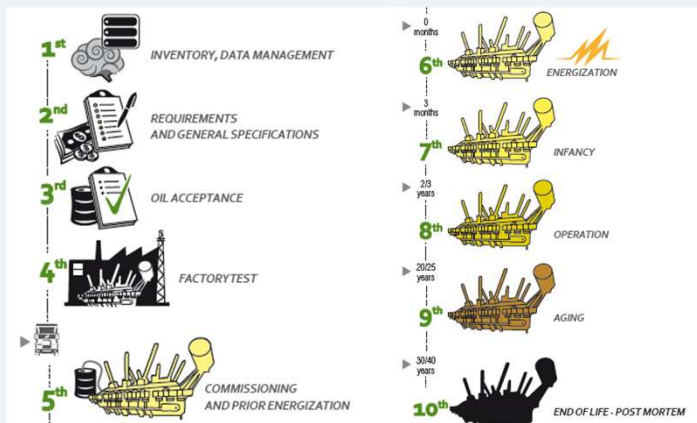 1st
INVENTORY, DATA MANAGEMENT
2nd
REQUIREMENTS
AND GENERAL SPECIFICATIONS
3rd
OIL ACCEPTANCE
4th
FACTORYTEST
5th
COMMISSIONING
AND PRIOR ENERGIZATION
0
months
6th
ENERGIZATION
3
months
7th
INFANCY
2/3
years
8th
OPERATION
20/25
years
9th
AGING
30/40
years
10th
END OF LIFE - POST MORTEM